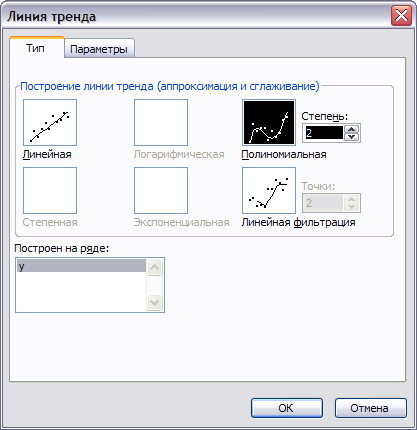 Линия тренда
Тип
Параметры
Построение линии тренда (аппроксимация и сглаживание)
Линейная
Логарифмическая
Полиномиальная
Степень:
2
Степенная
Экспоненциальная
Линейная фильтрация
Точки:
2
Построен на ряде:
y
OK
Отмена